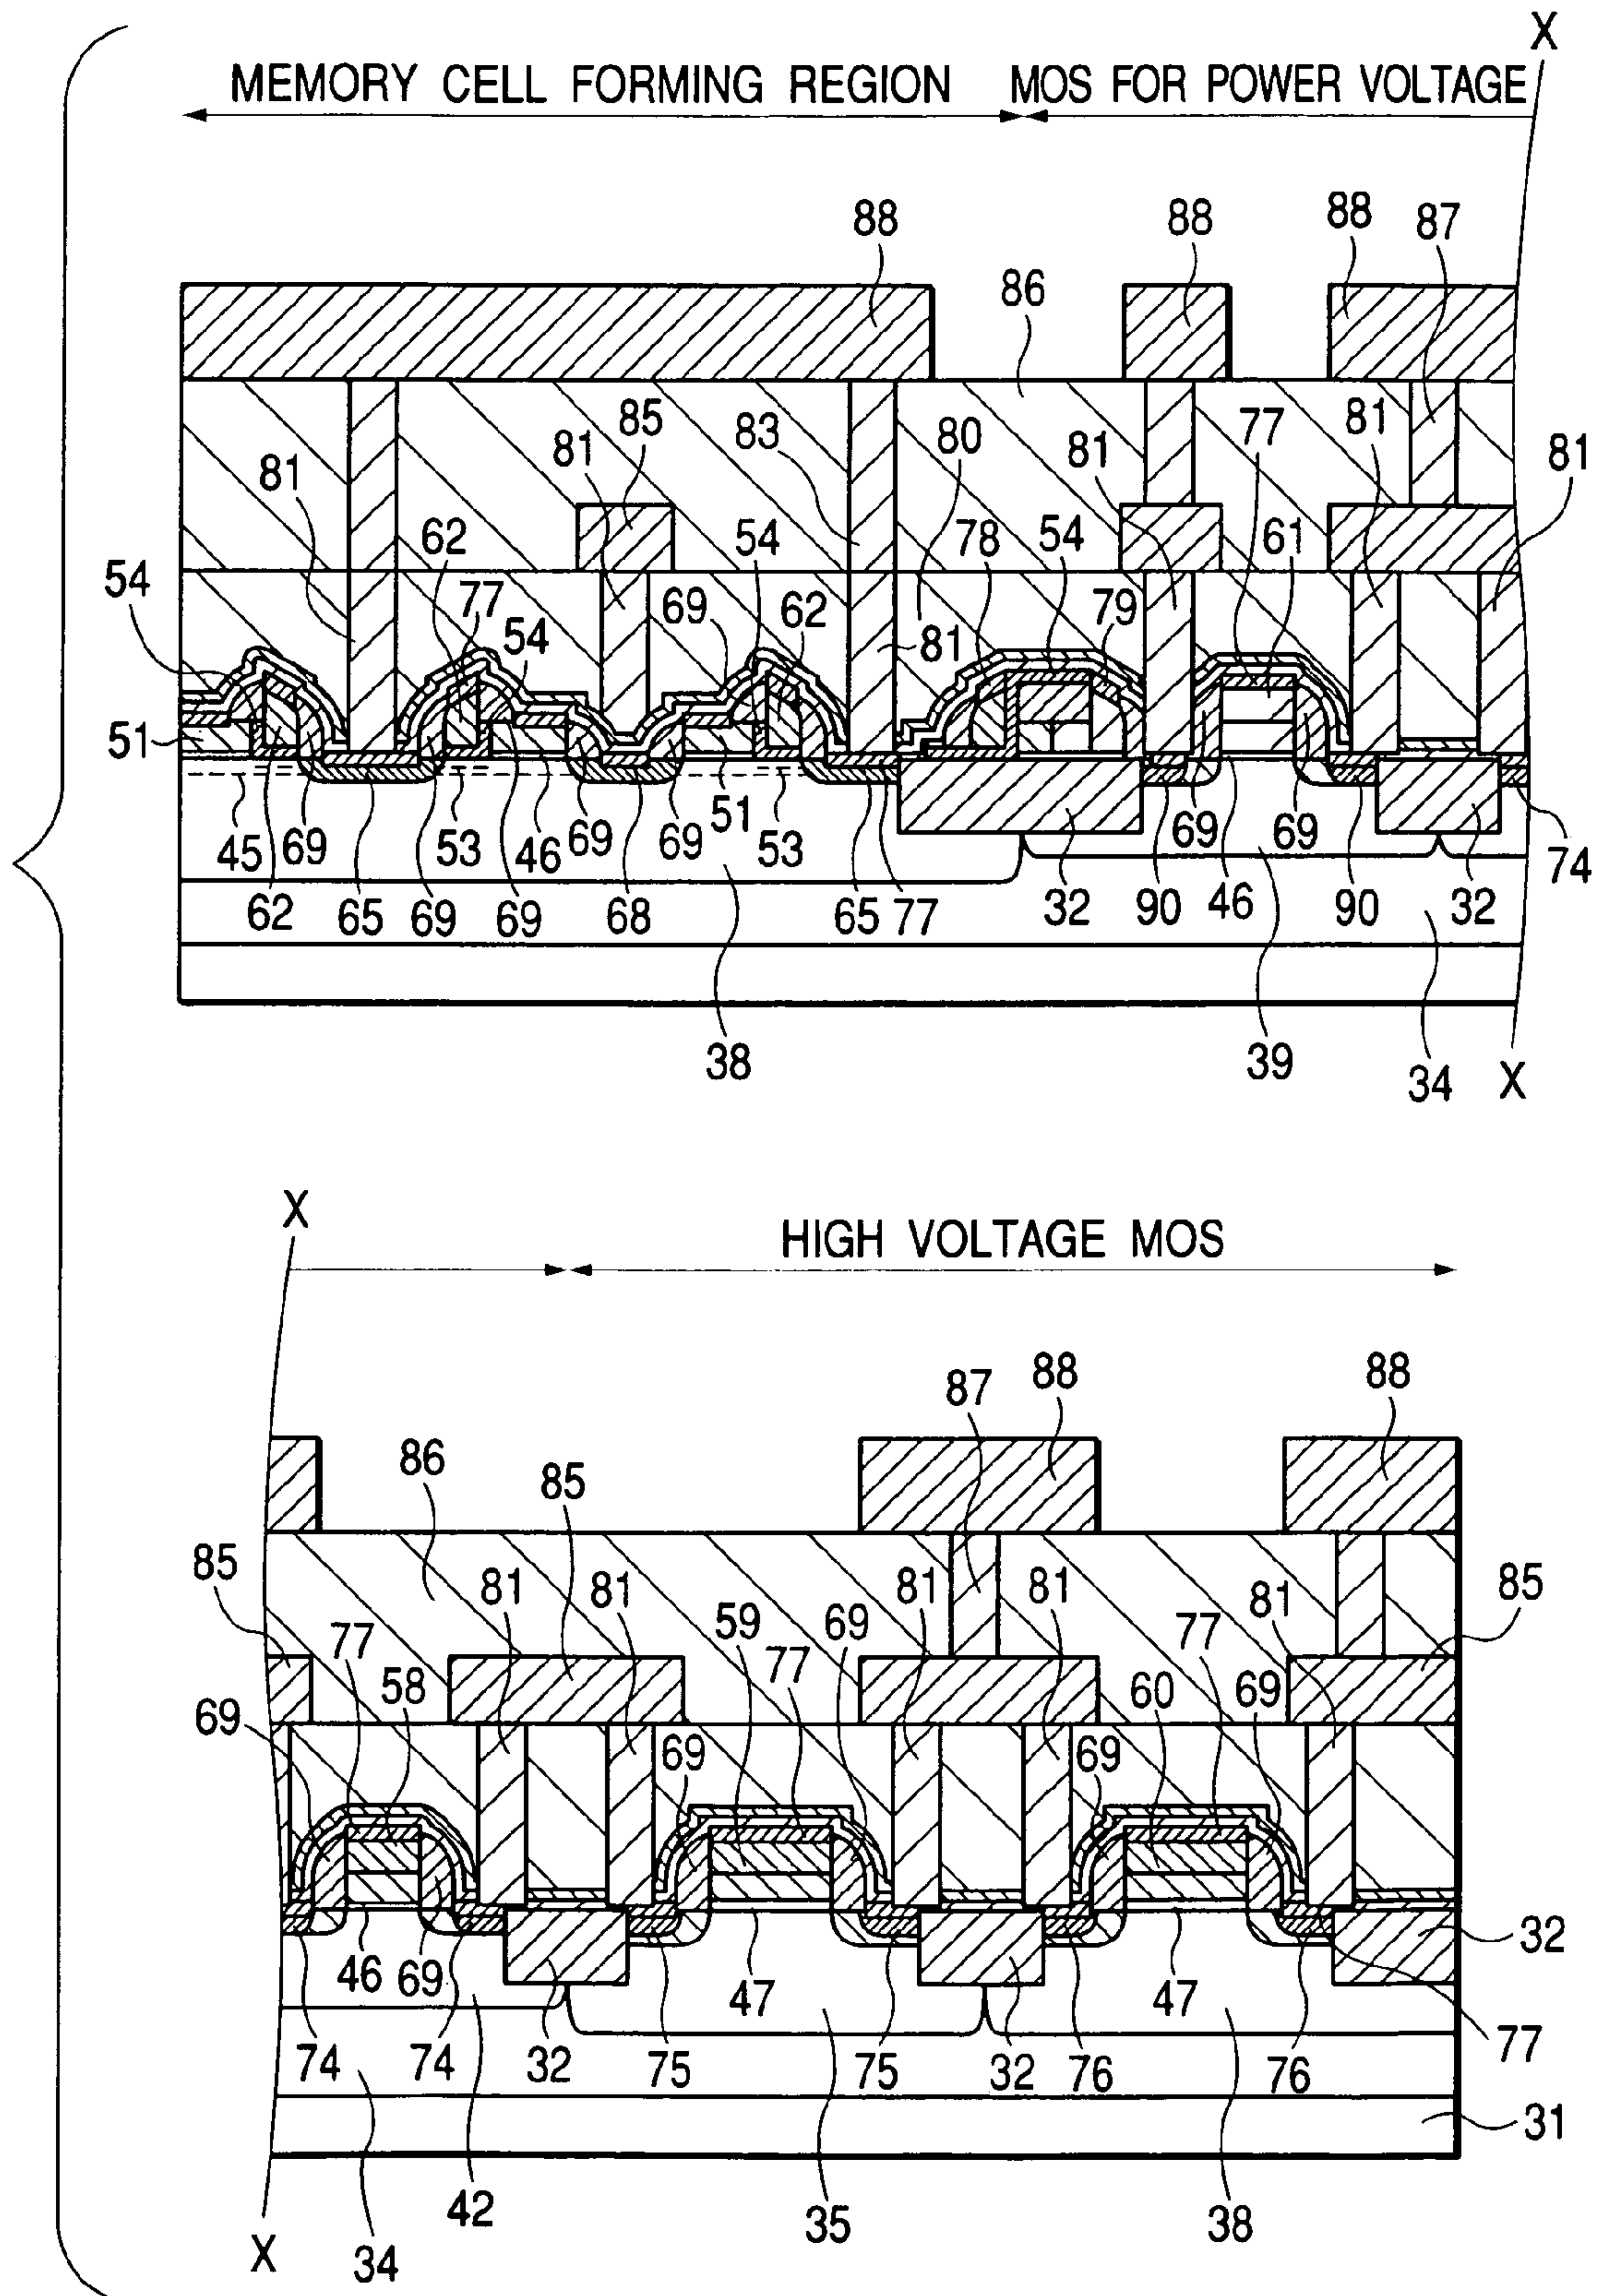 X
MEMORY CELL FORMING REGION MOS FOR POWER VOLTAGE
88 88 88 87
86
81 85 83 80 81 77 81 81
81 62 54 78 54 61
54 77 54 69 62 79
81
51
45 69 53 46 69 69 51 53 69 69 74
62 65 69 69 68 65 77 32 90 46 90 32
38 39 34 X
X
HIGH VOLTAGE MOS
87 88 88
86 85
85 81 81 81 81 81 85
77 58 59 77 69 60 77 69
69 69 69
46 69 47 47 32
74 74 32 75 75 32 76 76 77
31
42 35 38
X 34